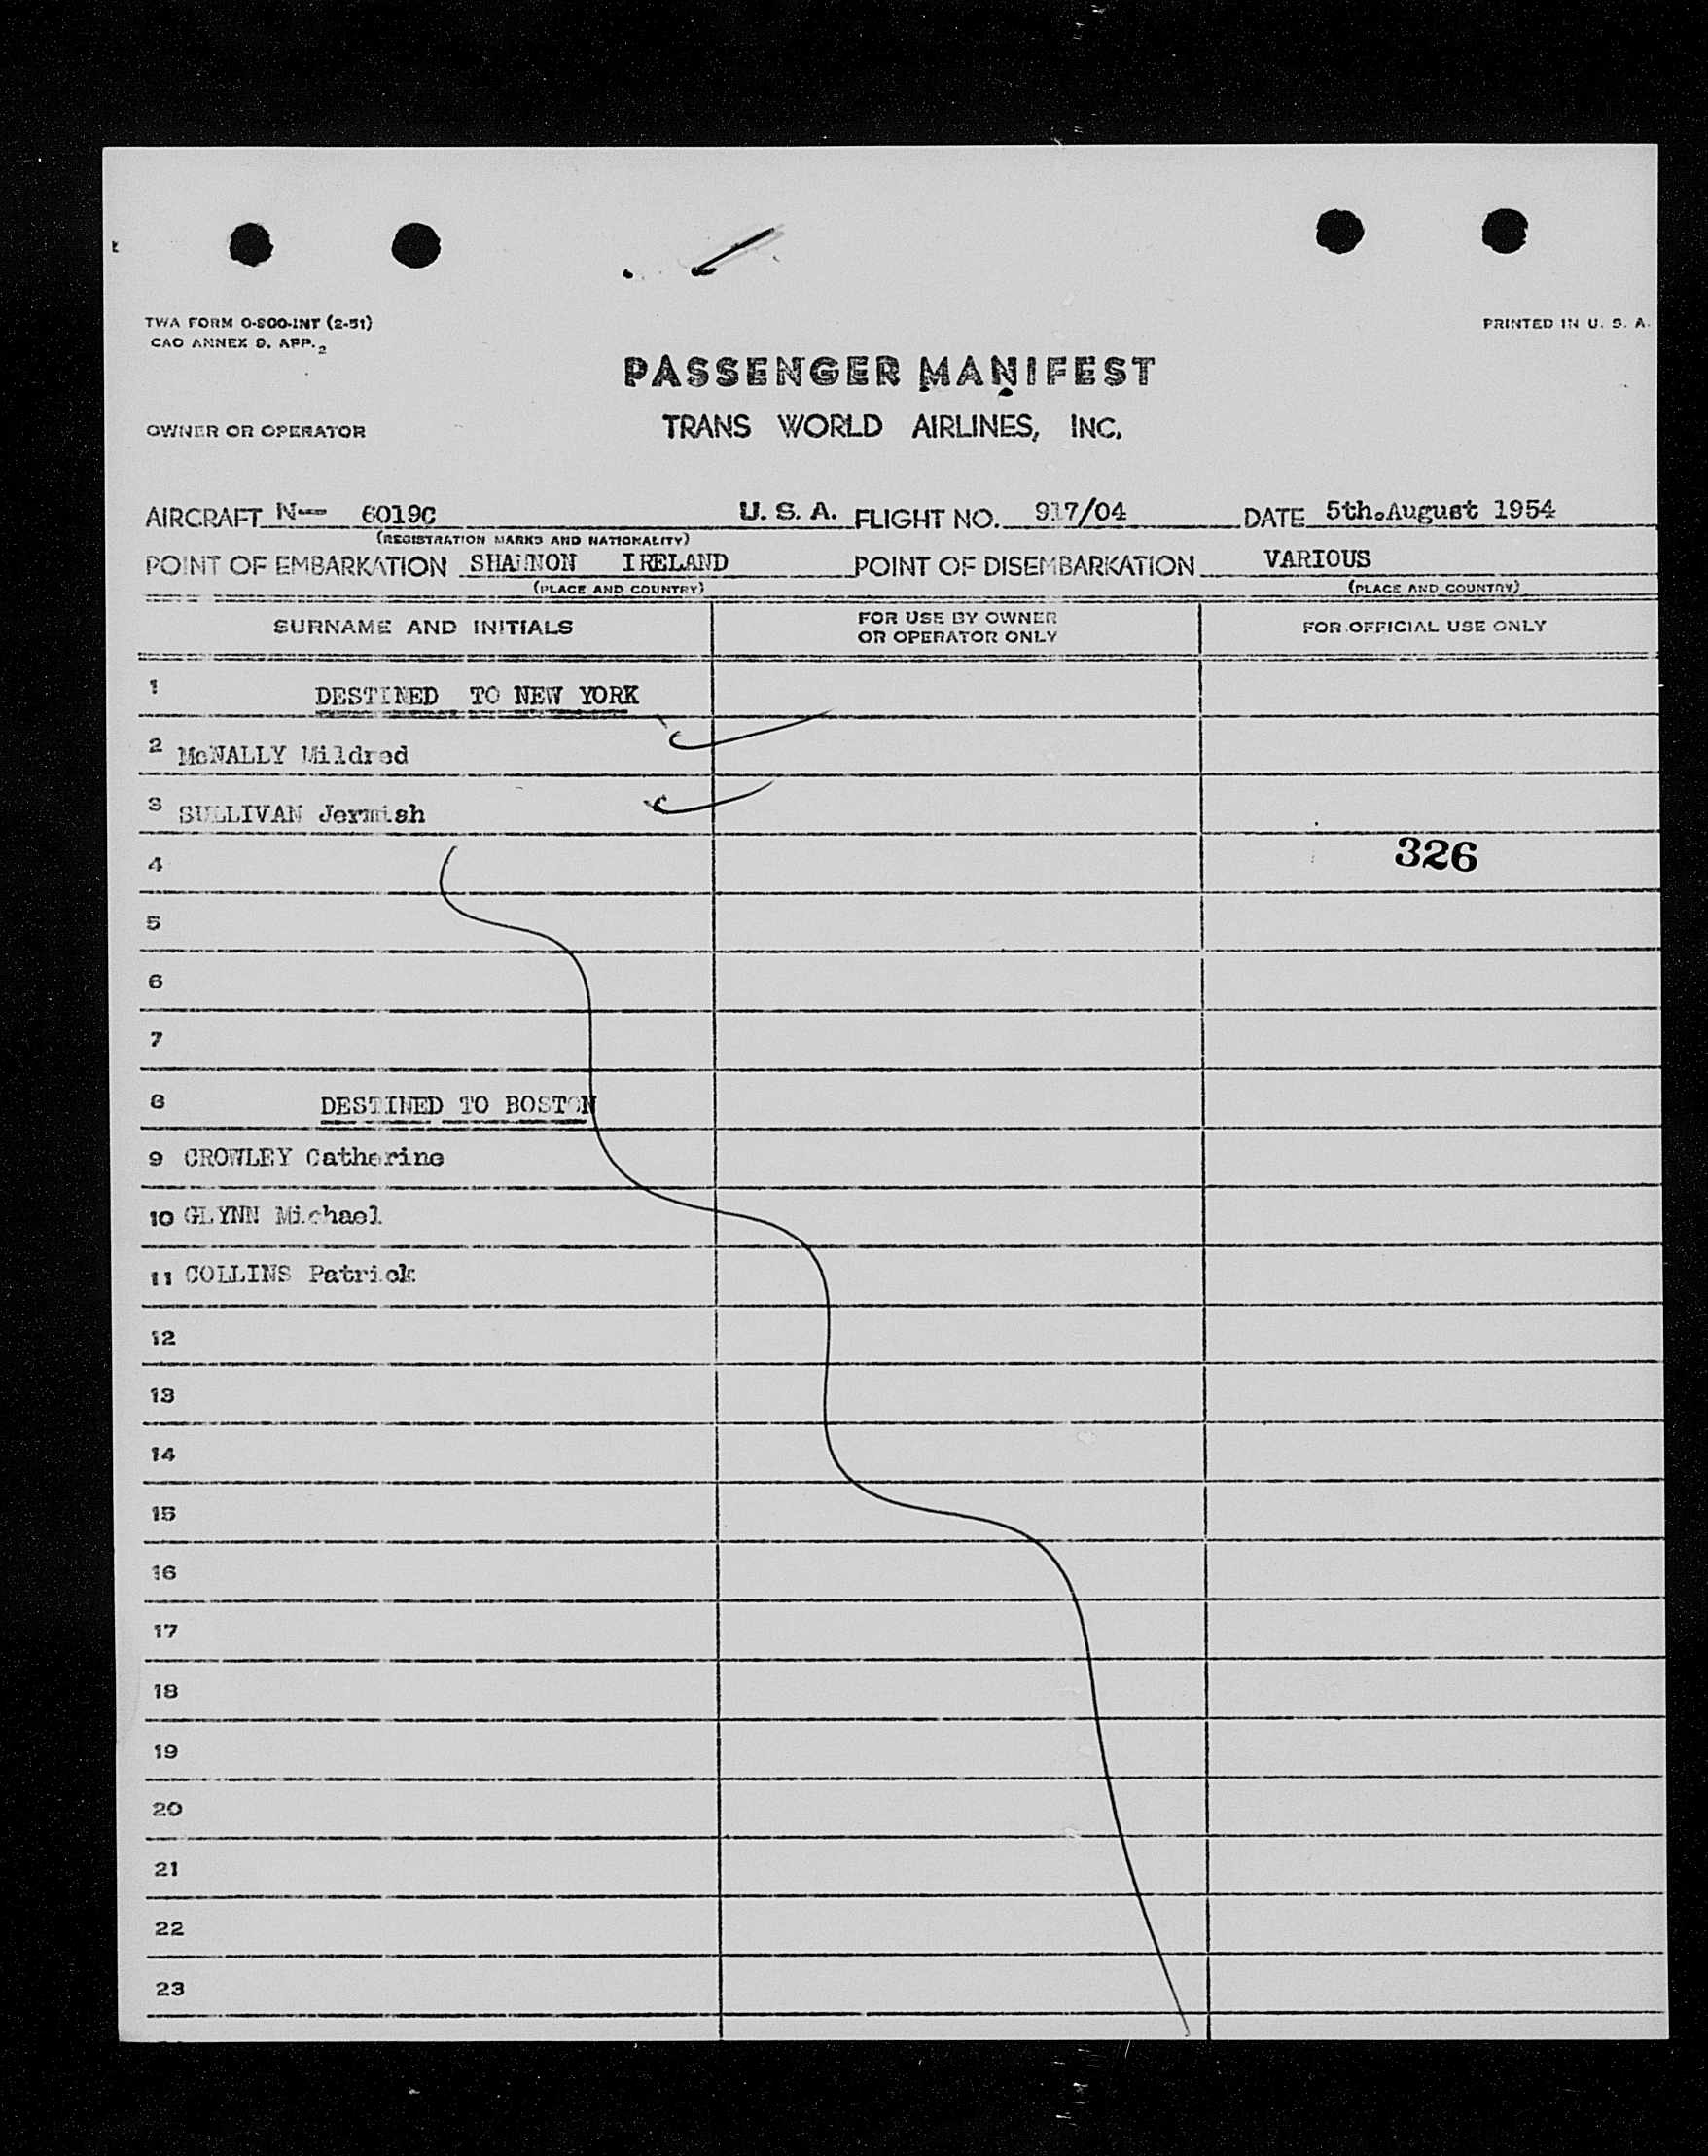 TWA FORM O-800-INT (2-51)
CAO ANNEX 9. APP. 2
PRINTED IN U. S. A.
PASSENGER MANIFEST
OWNER OR OPERATOR
TRANS WORLD AIRLINES, INC.
AIRCRAFT N-- 6019C U. S. A. FLIGHT NO. 917/04 DATE 5th.August 1954
(REGISTRATION MARKS AND NATIONALITY)
POINT OF EMBARKATION SHANNON IRELAND POINT OF DISEMBARKATION VARIOUS
(PLACE AND COUNTRY) (PLACE AND COUNTRY)
SURNAME AND INITIALS
FOR USE BY OWNER
OR OPERATOR ONLY
FOR OFFICIAL USE ONLY
1 DESTINED TO NEW YORK
2 McNALLY Mildred
3 SULLIVAN Jermish
4 326
5
6
7
8 DESTINED TO BOSTON
9 CROWLEY Catherine
10 GLYNN Michael
11 COLLINS Patrick
12
13
14
15
16
17
18
19
20
21
22
23